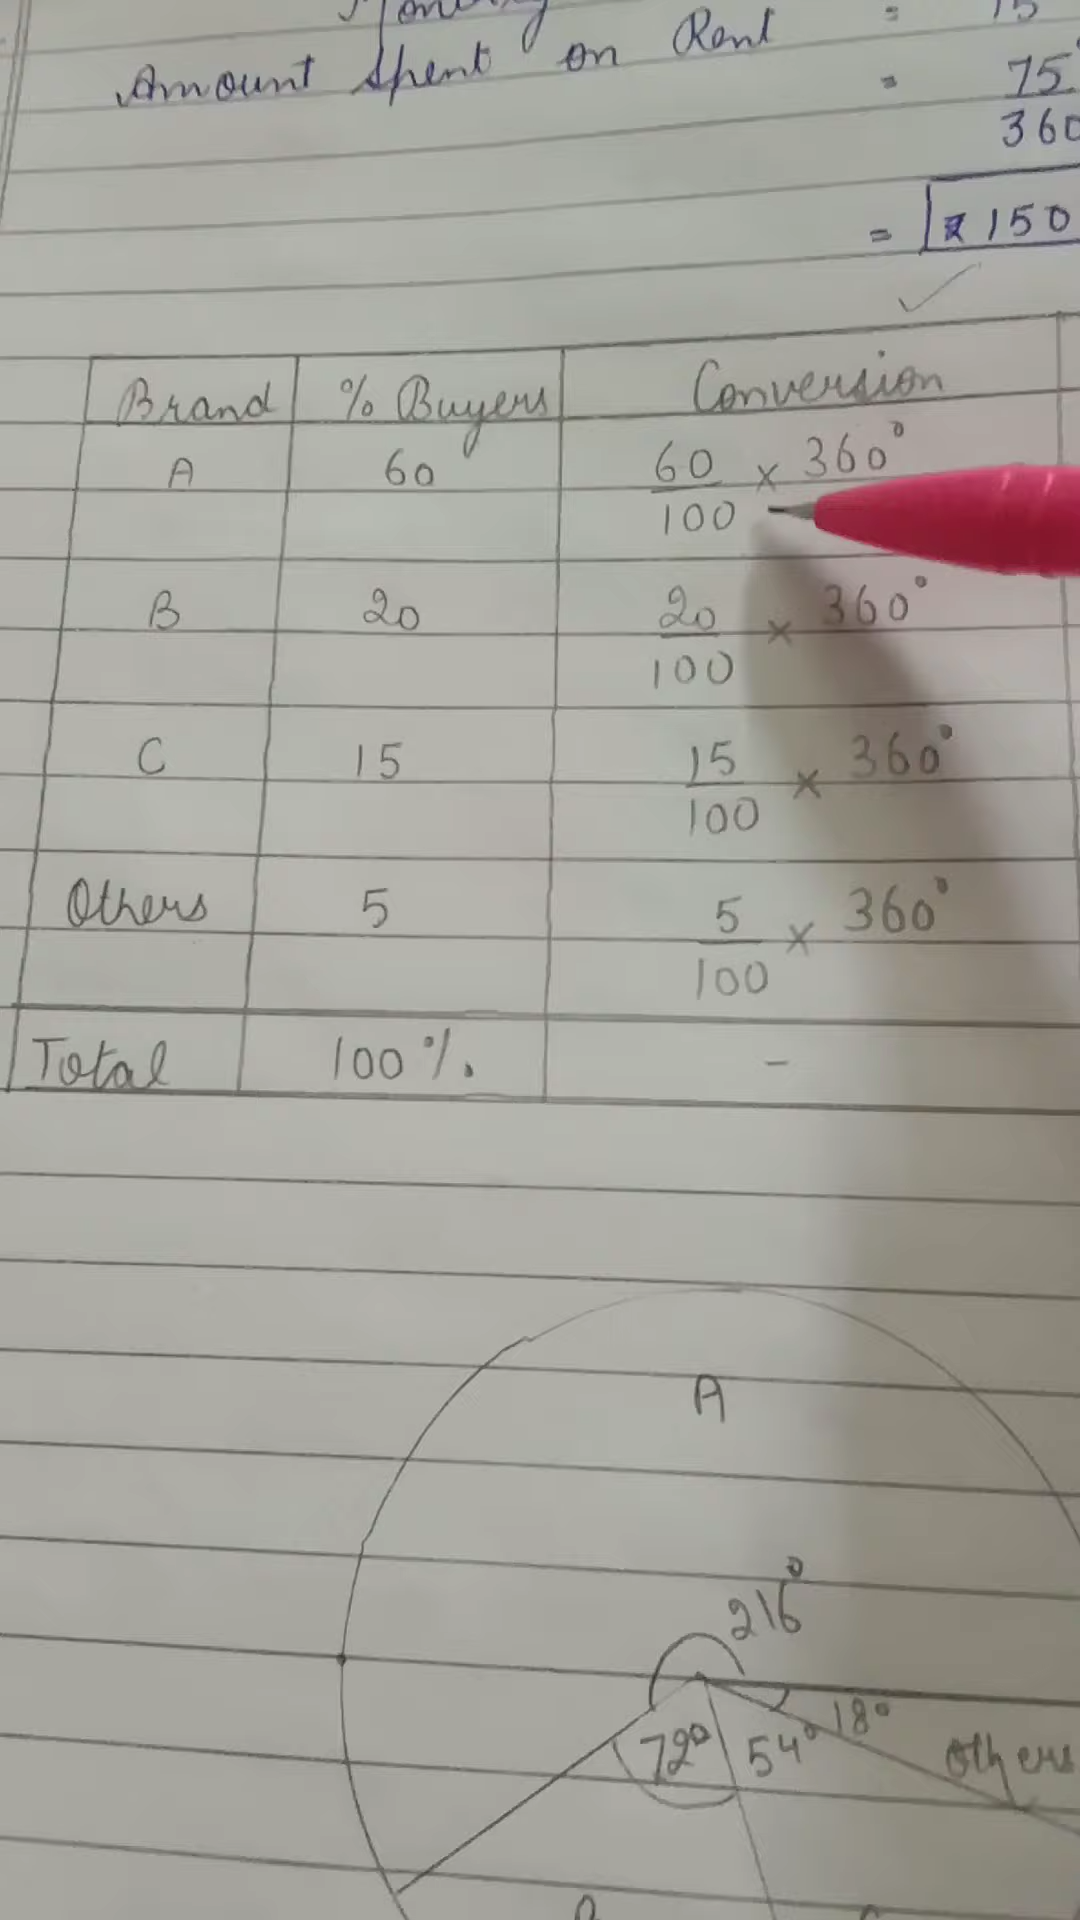 Amount Spent on Rent = 15
= 75°
360
= ₹150
Brand % Buyers Conversion
A 60 60/100 × 360°
B 20 20/100 × 360°
C 15 15/100 × 360°
Others 5 5/100 × 360°
Total 100%. -
A
216°
72° 54° 18° Others